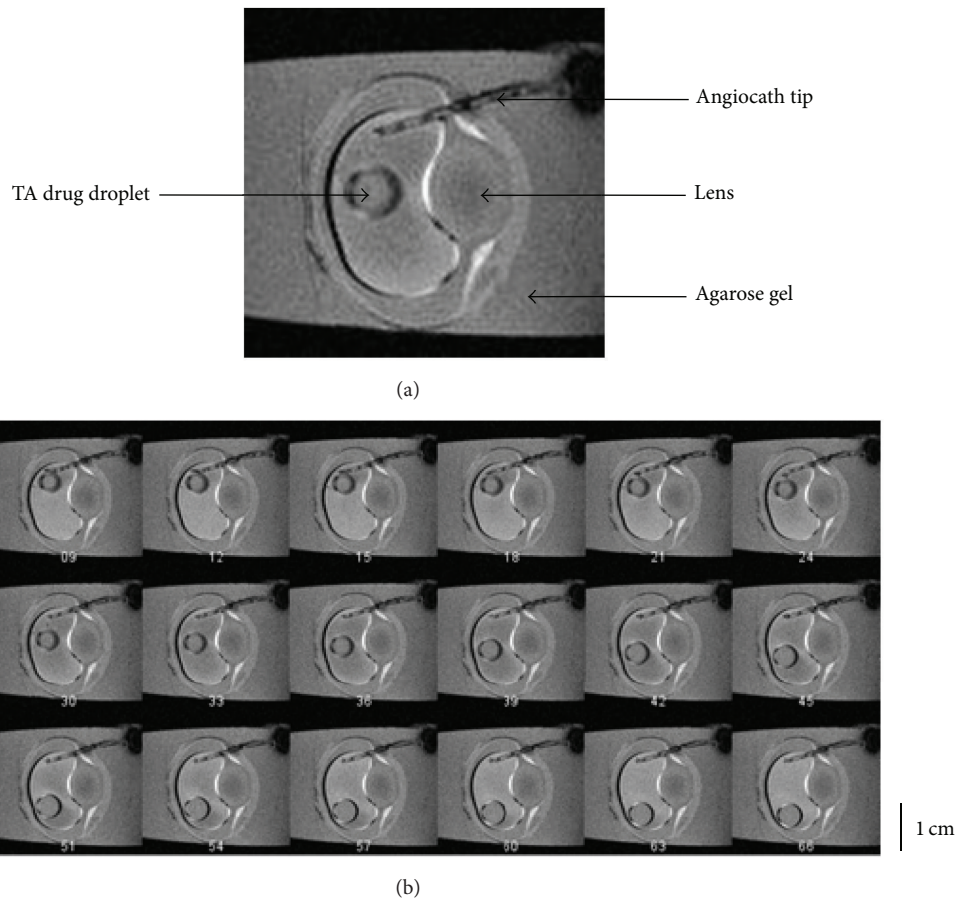 Angiocath tip
TA drug droplet
Lens
Agarose gel
(a)
09 12 15 18 21 24
30 33 36 39 42 45
51 54 57 60 63 66
1 cm
(b)